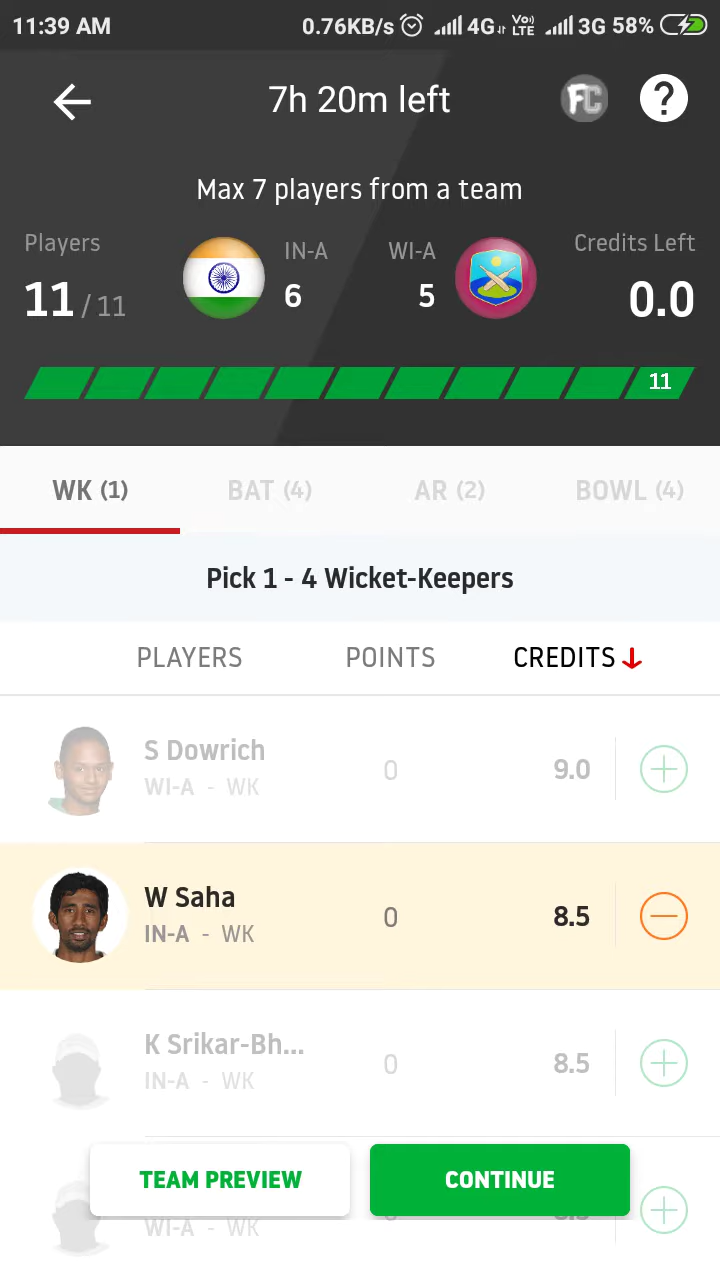 11:39 AM 0.76KB/s 4G Vo) LTE 3G 58%
7h 20m left FC ?
Max 7 players from a team
Players IN-A WI-A Credits Left
11 / 11 6 5 0.0
11
WK (1) BAT (4) AR (2) BOWL (4)
Pick 1 - 4 Wicket-Keepers
PLAYERS POINTS CREDITS
S Dowrich 0 9.0
WI-A - WK
W Saha 0 8.5
IN-A - WK
K Srikar-Bh... 0 8.5
IN-A - WK
TEAM PREVIEW CONTINUE
WI-A - WK